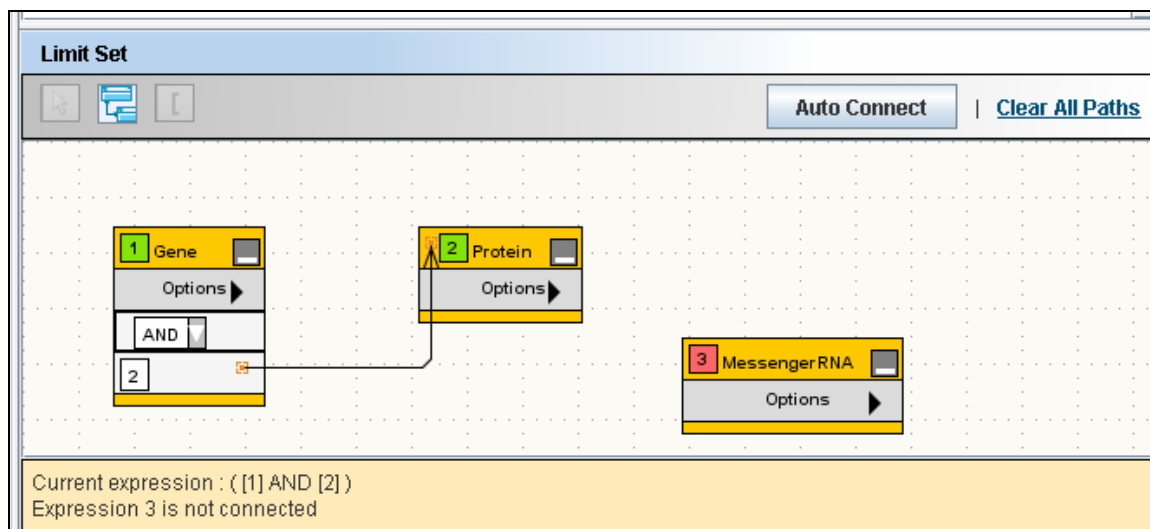 Limit Set
Auto Connect | Clear All Paths
1 Gene
Options
AND
2
2 Protein
Options
3 MessengerRNA
Options
Current expression : ( [1] AND [2] )
Expression 3 is not connected